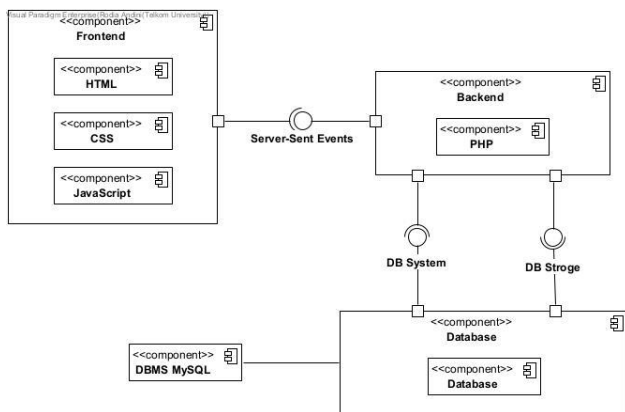 Visual Paradigm Enterprise(Rodia Andini(Telkom University))
<<component>>
Frontend
<<component>>
HTML
<<component>>
CSS
<<component>>
JavaScript
Server-Sent Events
<<component>>
Backend
<<component>>
PHP
DB System
DB Stroge
<<component>>
Database
<<component>>
Database
<<component>>
DBMS MySQL